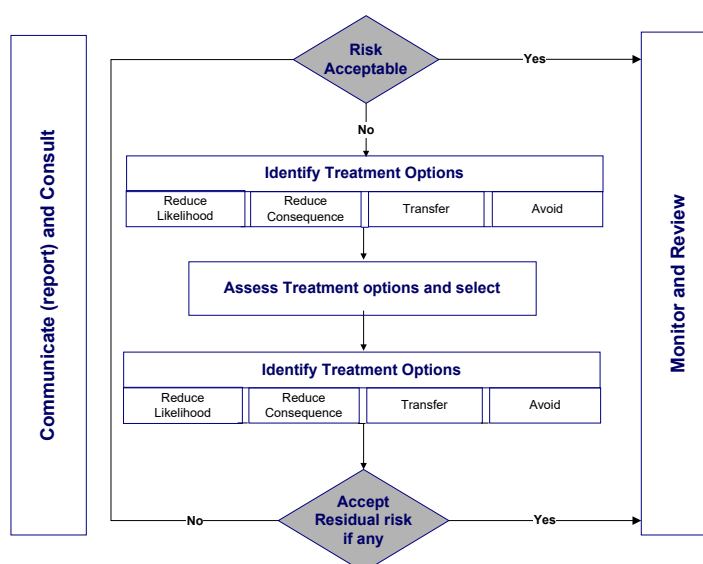 Communicate (report) and Consult
Risk
Acceptable
Yes
No
Identify Treatment Options
Reduce
Likelihood
Reduce
Consequence
Transfer
Avoid
Assess Treatment options and select
Identify Treatment Options
Reduce
Likelihood
Reduce
Consequence
Transfer
Avoid
Accept
Residual risk
if any
No
Yes
Monitor and Review